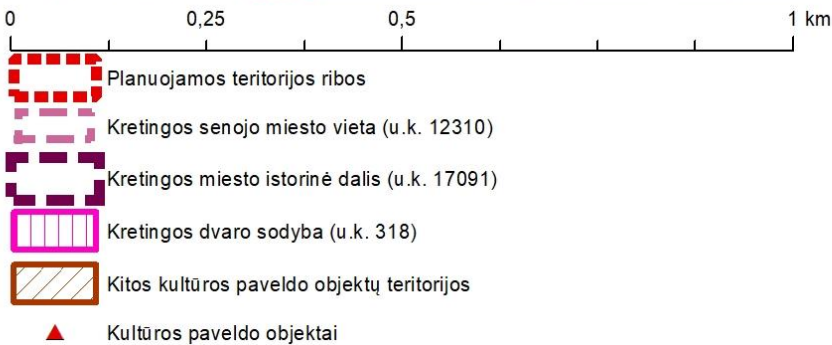 0 0,25 0,5 1 km
Planuojamos teritorijos ribos
Kretingos senojo miesto vieta (u.k. 12310)
Kretingos miesto istorinė dalis (u.k. 17091)
Kretingos dvaro sodyba (u.k. 318)
Kitos kultūros paveldo objektų teritorijos
Kultūros paveldo objektai